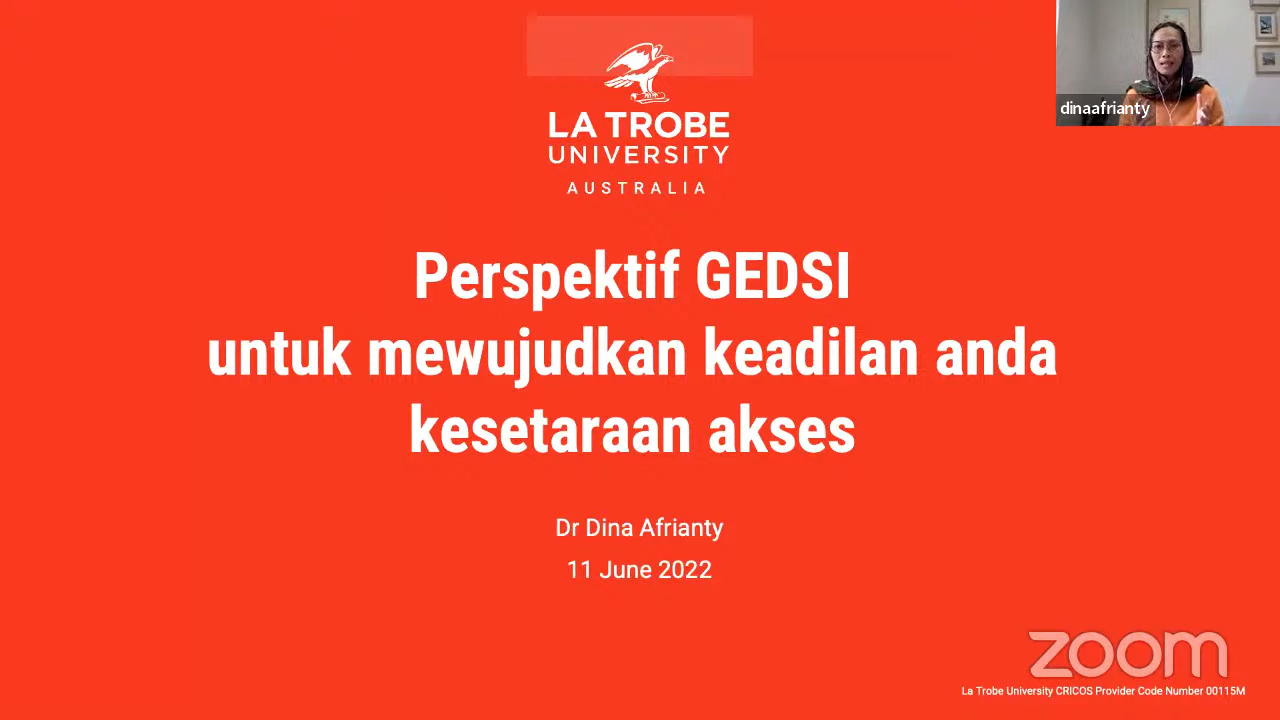 LA TROBE
UNIVERSITY
AUSTRALIA
dinaafrianty
Perspektif GEDSI
untuk mewujudkan keadilan anda
kesetaraan akses
Dr Dina Afrianty
11 June 2022
zoom
La Trobe University CRICOS Provider Code Number 00115M